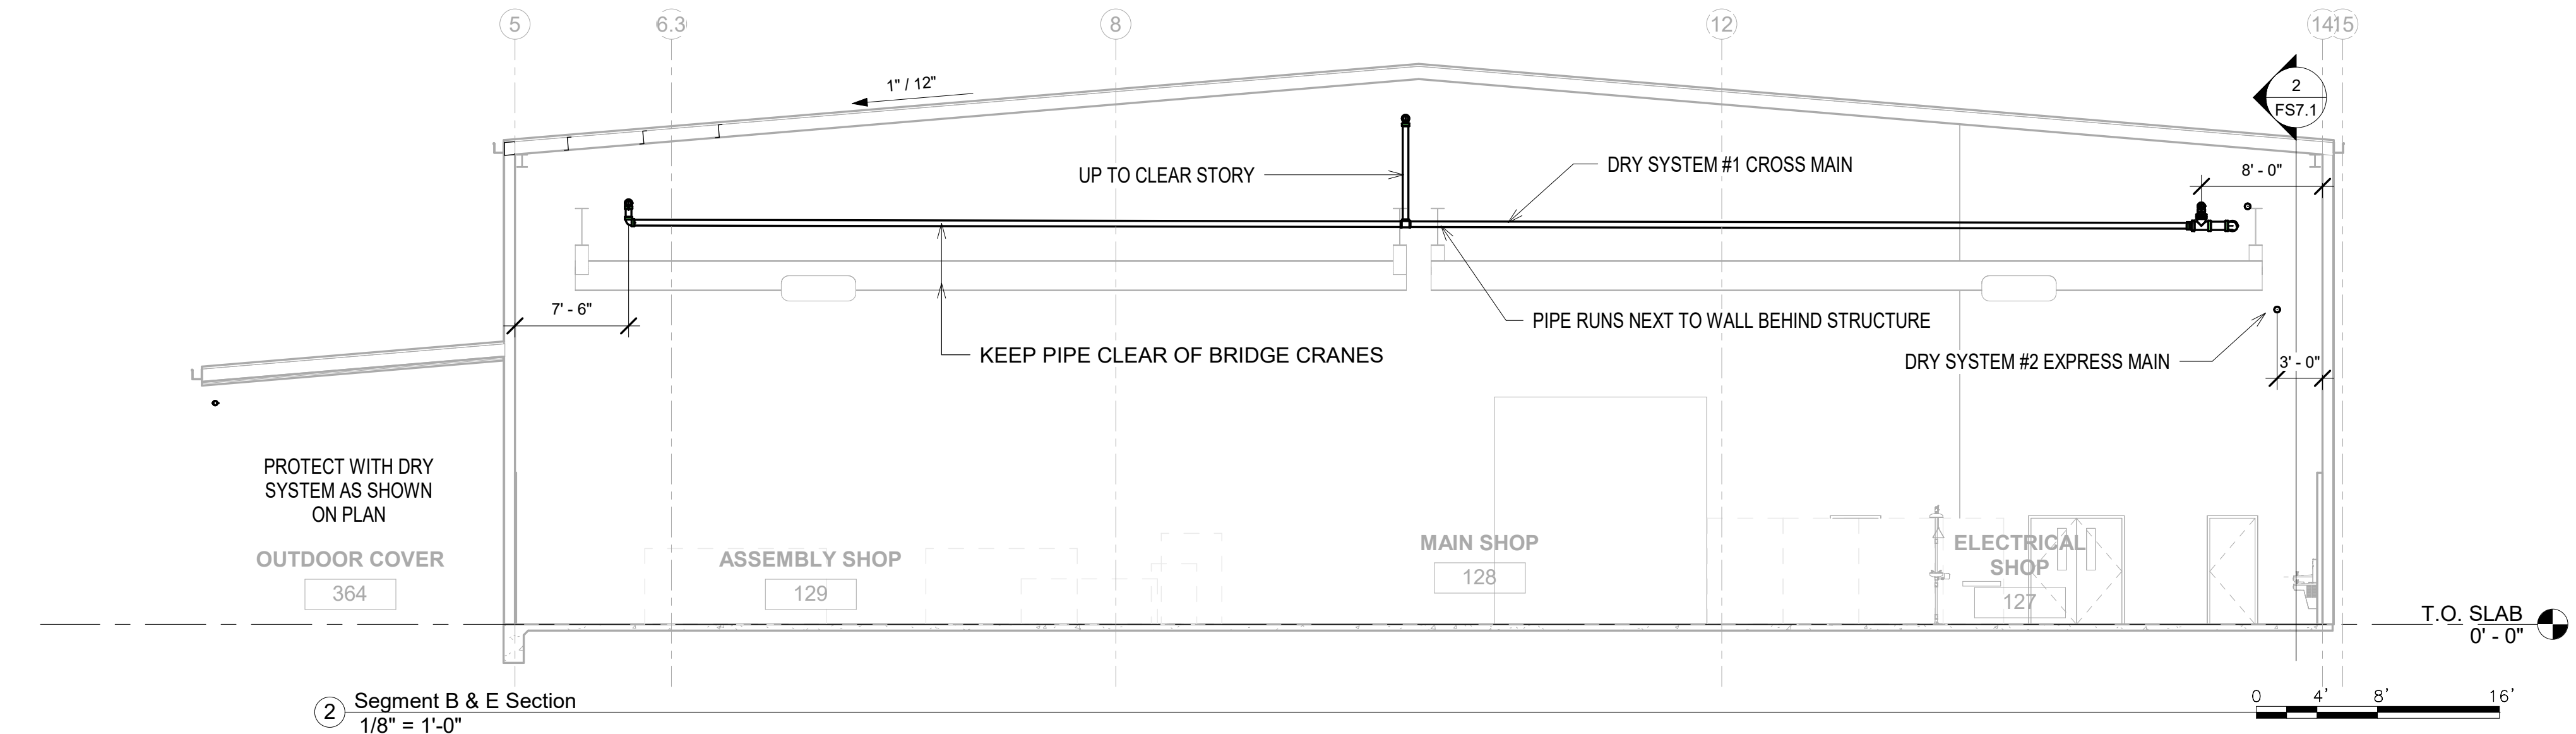 5
6.3
8
12
14
15
1" / 12"
2
FS7.1
UP TO CLEAR STORY
DRY SYSTEM #1 CROSS MAIN
8' - 0"
7' - 6"
PIPE RUNS NEXT TO WALL BEHIND STRUCTURE
KEEP PIPE CLEAR OF BRIDGE CRANES
DRY SYSTEM #2 EXPRESS MAIN
3' - 0"
PROTECT WITH DRY
SYSTEM AS SHOWN
ON PLAN
OUTDOOR COVER
364
ASSEMBLY SHOP
129
MAIN SHOP
128
ELECTRICAL
SHOP
127
T.O. SLAB
0' - 0"
2
Segment B & E Section
1/8" = 1'-0"
0 4' 8' 16'